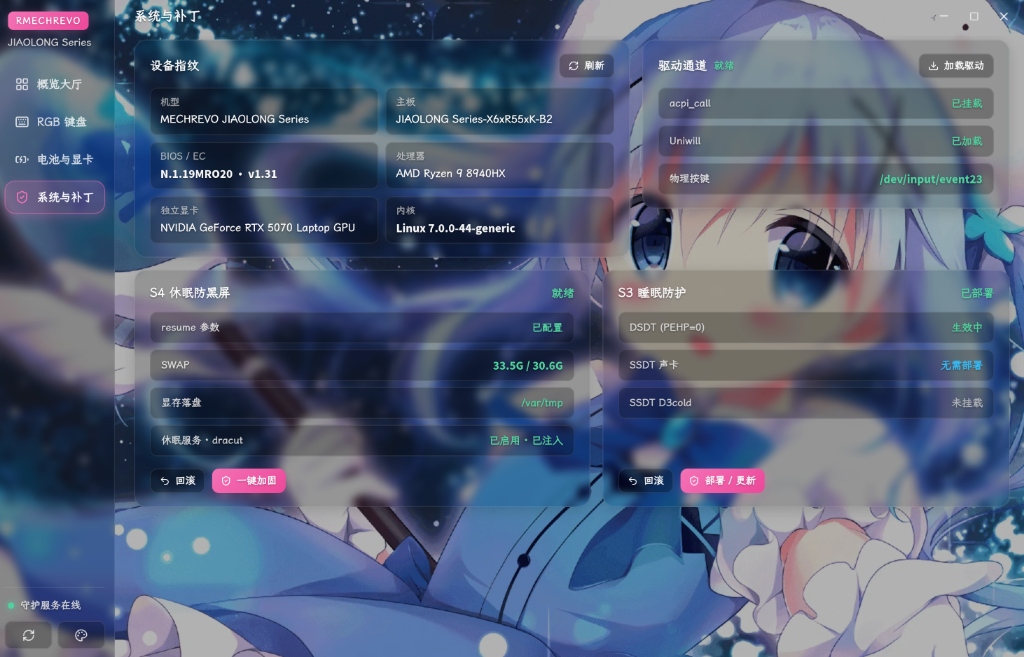 RMECHREVO
JIAOLONG Series
概览大厅
RGB 键盘
电池与显卡
系统与补丁
守护服务在线
系统与补丁
设备指纹
刷新
机型
MECHREVO JIAOLONG Series
主板
JIAOLONG Series-X6xR55xK-B2
BIOS / EC
N.1.19MRO20 • v1.31
处理器
AMD Ryzen 9 8940HX
独立显卡
NVIDIA GeForce RTX 5070 Laptop GPU
内核
Linux 7.0.0-44-generic
驱动通道 就绪
加载驱动
acpi_call
已挂载
Uniwill
已加载
物理按键
/dev/input/event23
S4 休眠防黑屏
就绪
resume 参数
已配置
SWAP
33.5G / 30.6G
显存落盘
/var/tmp
休眠服务・dracut
已启用・已注入
回滚
一键加固
S3 睡眠防护
已部署
DSDT (PEHP=0)
生效中
SSDT 声卡
无需部署
SSDT D3cold
未挂载
回滚
部署 / 更新